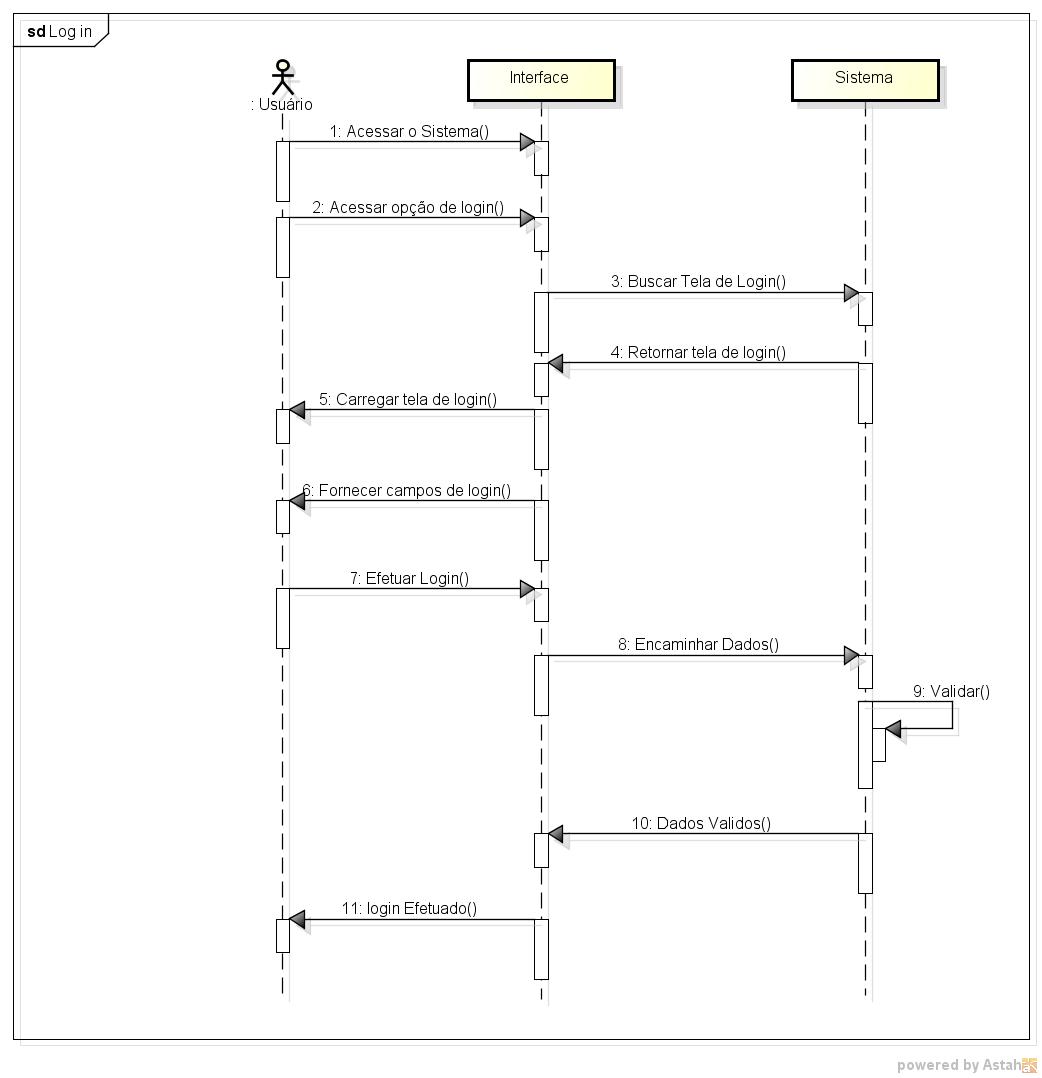 sd Log in
: Usuário
Interface
Sistema
1: Acessar o Sistema()
2: Acessar opção de login()
3: Buscar Tela de Login()
4: Retornar tela de login()
5: Carregar tela de login()
6: Fornecer campos de login()
7: Efetuar Login()
8: Encaminhar Dados()
9: Validar()
10: Dados Validos()
11: login Efetuado()
powered by Astah